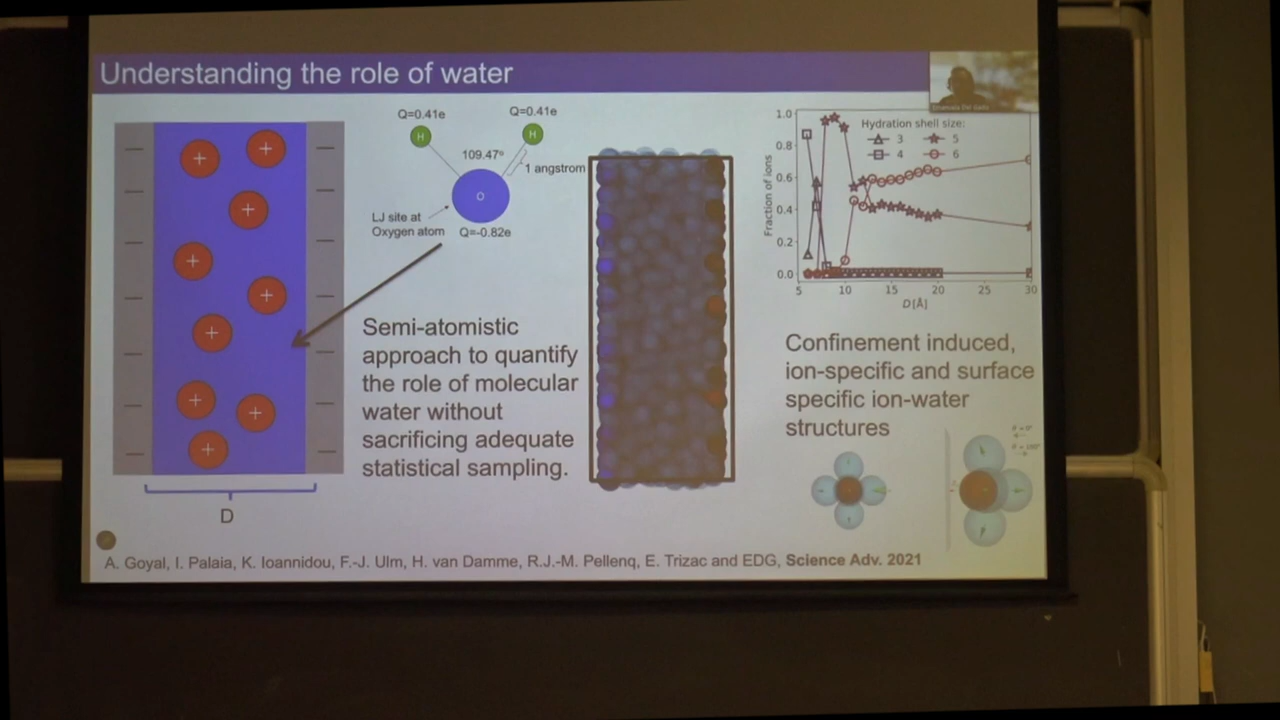 Understanding the role of water
Emanuela Del Gado
Q=0.41e
Q=0.41e
H
H
109.47°
1 angstrom
O
LJ site at
Oxygen atom
Q=-0.82e
Semi-atomistic
approach to quantify
the role of molecular
water without
sacrificing adequate
statistical sampling.
D
Hydration shell size:
3
5
4
6
Fraction of ions
1.0
0.8
0.6
0.4
0.2
0.0
5
10
15
20
25
30
D[Å]
Confinement induced,
ion-specific and surface
specific ion-water
structures
A. Goyal, I. Palaia, K. Ioannidou, F.-J. Ulm, H. van Damme, R.J.-M. Pellenq, E. Trizac and EDG, Science Adv. 2021